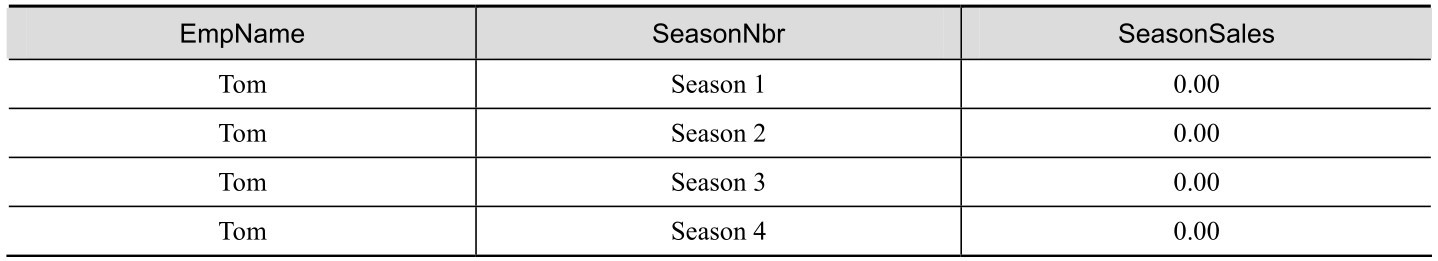 EmpName SeasonNbr SeasonSales
Tom Season 1 0.00
Tom Season 2 0.00
Tom Season 3 0.00
Tom Season 4 0.00